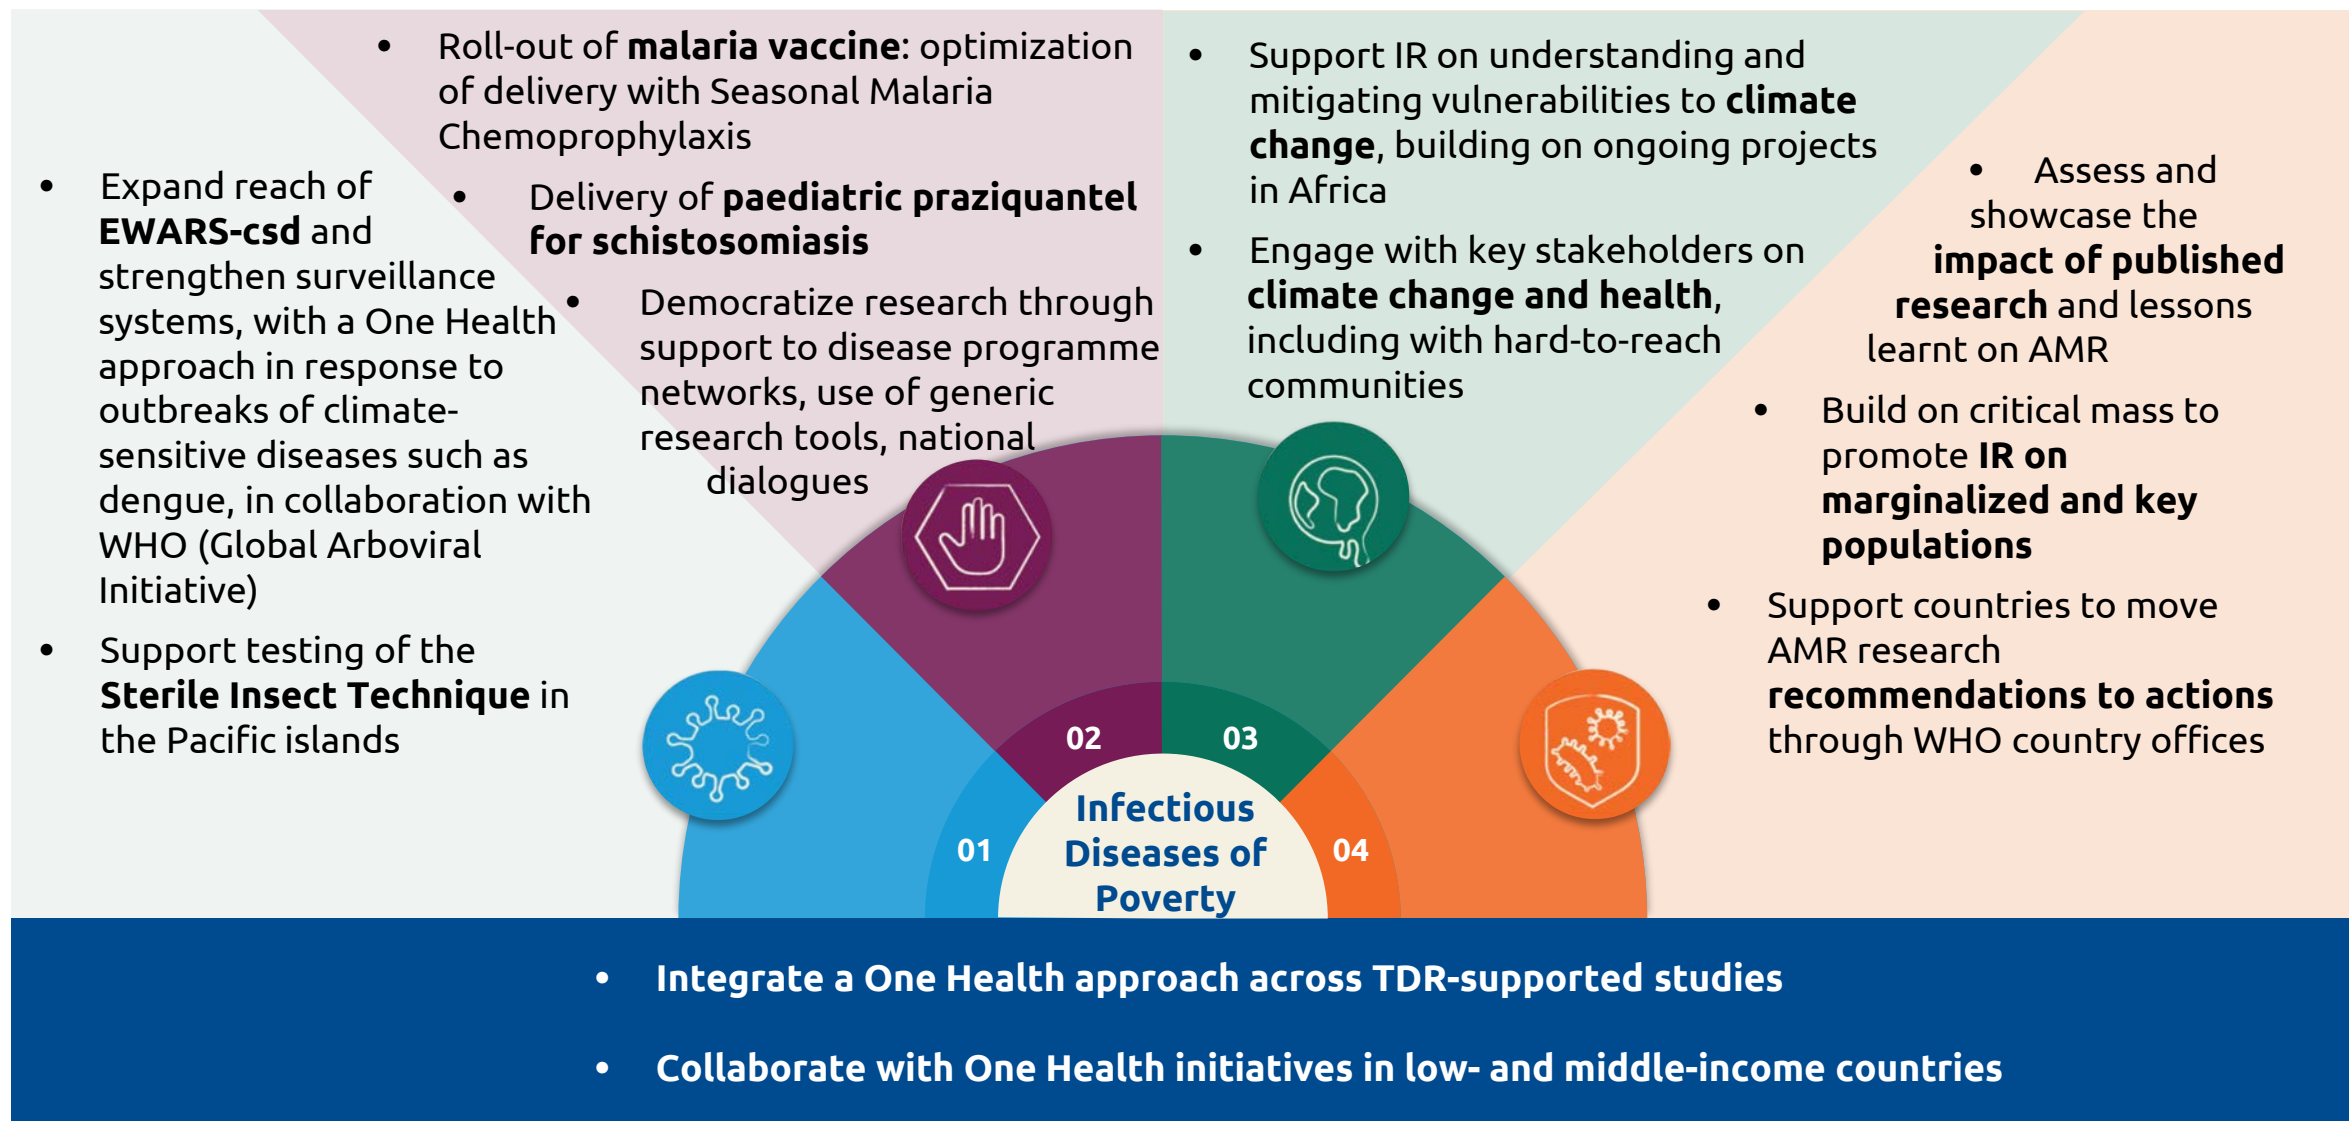 • Expand reach of
EWARS-csd and
strengthen surveillance
systems, with a One Health
approach in response to
outbreaks of climate-
sensitive diseases such as
dengue, in collaboration with
WHO (Global Arboviral
Initiative)
• Support testing of the
Sterile Insect Technique in
the Pacific islands
• Roll-out of malaria vaccine: optimization
of delivery with Seasonal Malaria
Chemoprophylaxis
• Delivery of paediatric praziquantel
for schistosomiasis
• Democratize research through
support to disease programme
networks, use of generic
research tools, national
dialogues
• Support IR on understanding and
mitigating vulnerabilities to climate
change, building on ongoing projects
in Africa
• Engage with key stakeholders on
climate change and health,
including with hard-to-reach
communities
• Assess and
showcase the
impact of published
research and lessons
learnt on AMR
• Build on critical mass to
promote IR on
marginalized and key
populations
• Support countries to move
AMR research
recommendations to actions
through WHO country offices
01
02
03
04
Infectious
Diseases of
Poverty
• Integrate a One Health approach across TDR-supported studies
• Collaborate with One Health initiatives in low- and middle-income countries